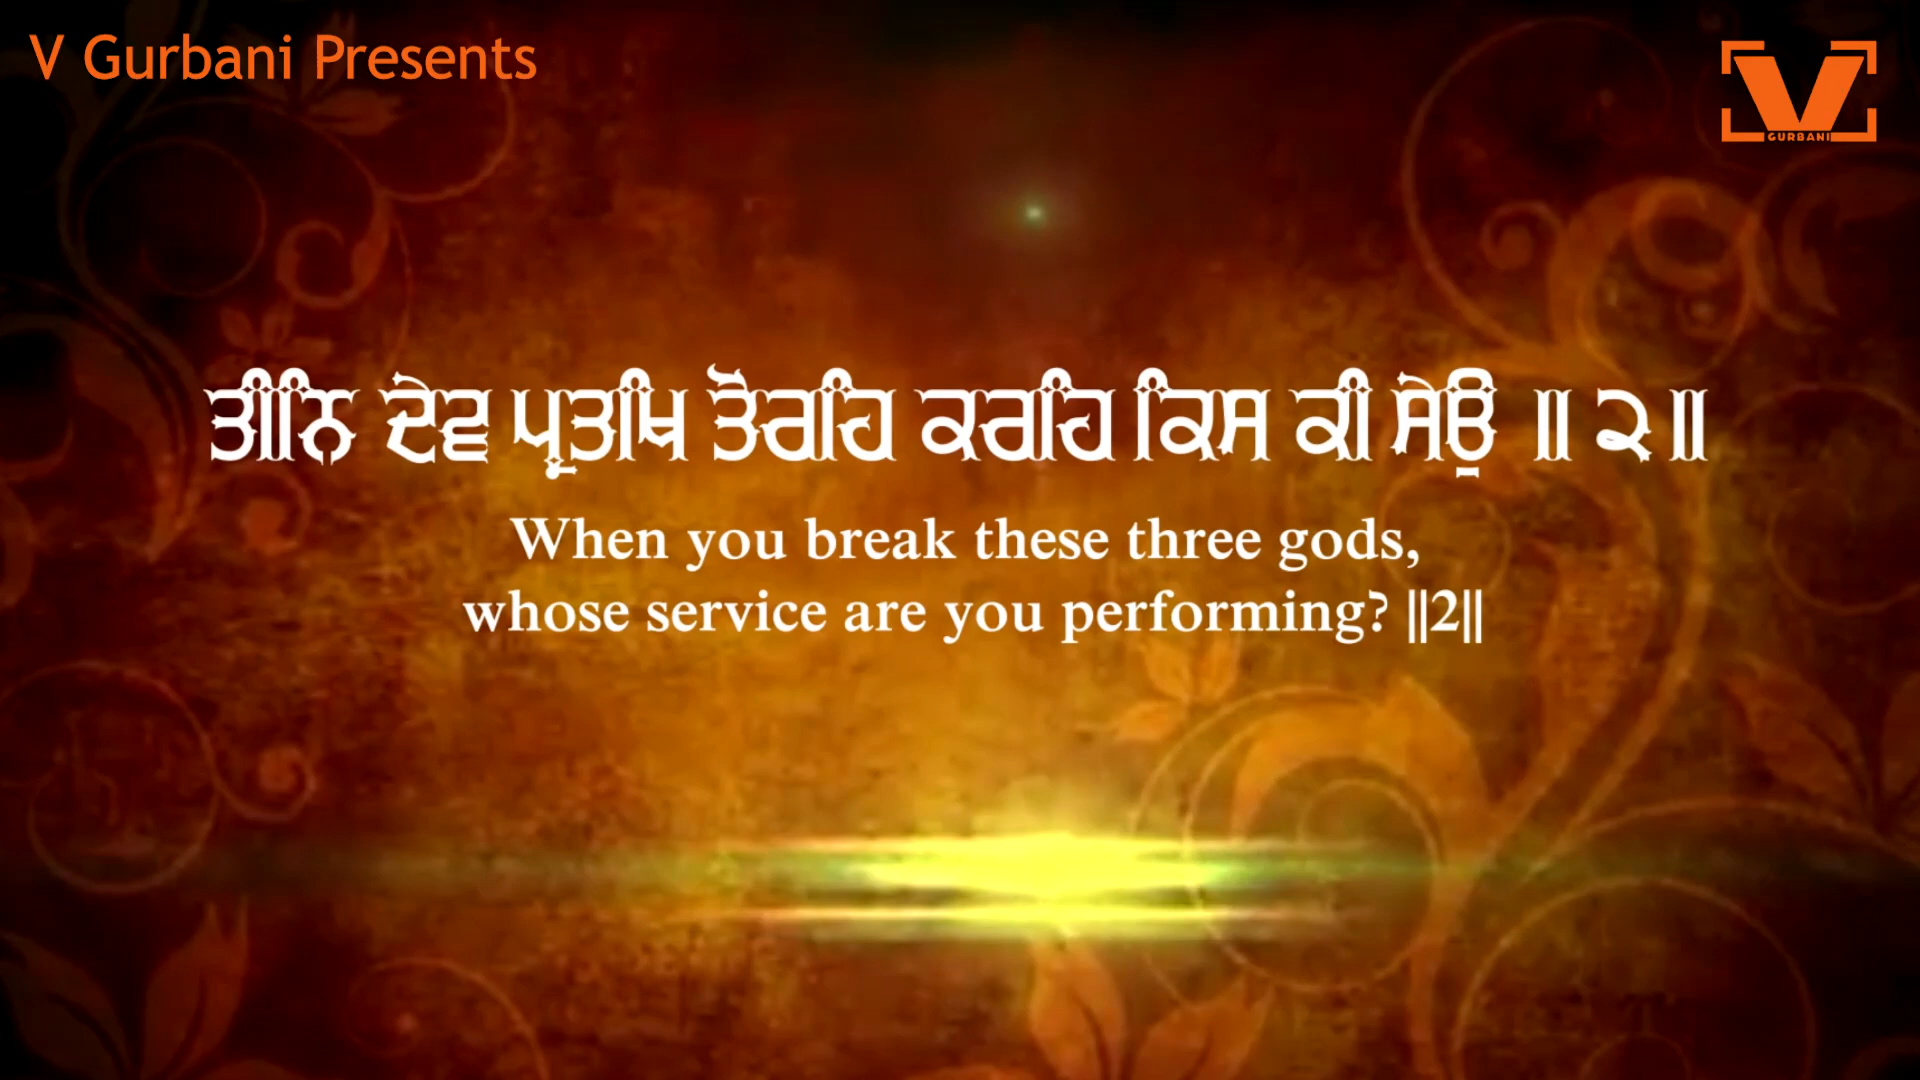 V Gurbani Presents
V
GURBANI
ਤੀਨਿ ਦੇਵ ਪ੍ਰਤਖਿ ਤੋਰਹਿ ਕਰਹਿ ਕਿਸ ਕੀ ਸੇਉ ॥੨॥
When you break these three gods,
whose service are you performing? ||2||